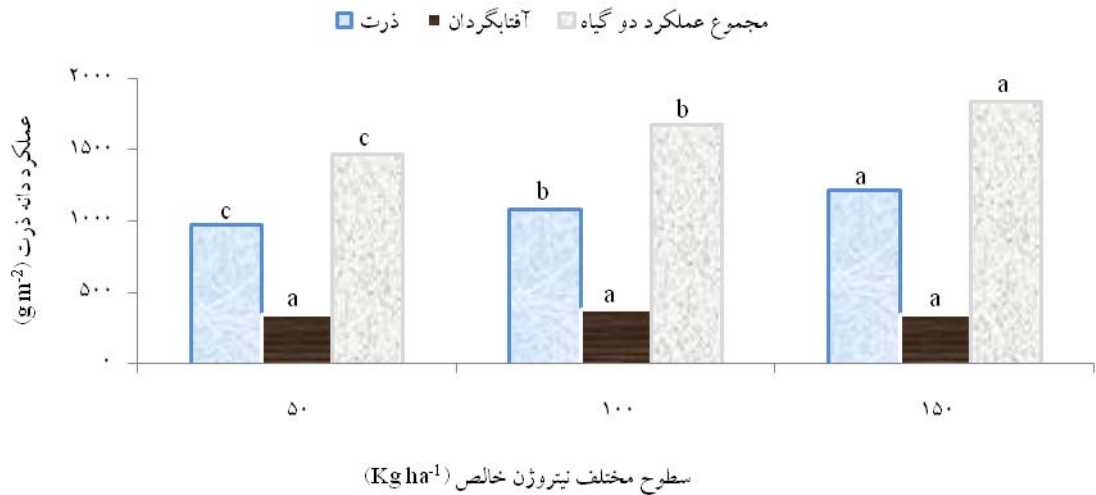 ذرت آفتابگردان مجموع عملکرد دو گیاه
عملکرد دانه ذرت (g m-2)
۲۰۰۰
۱۵۰۰
۱۰۰۰
۵۰۰
۰
c a c
b a b
a a a
۵۰ ۱۰۰ ۱۵۰
سطوح مختلف نیتروژن خالص (Kg ha-1)